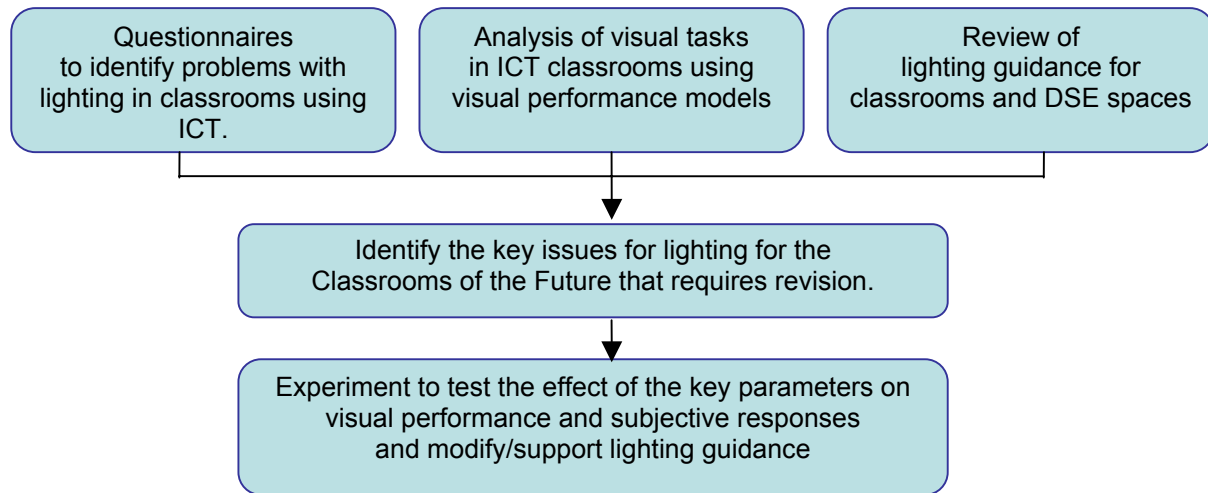 Questionnaires
to identify problems with
lighting in classrooms using
ICT.
Analysis of visual tasks
in ICT classrooms using
visual performance models
Review of
lighting guidance for
classrooms and DSE spaces
Identify the key issues for lighting for the
Classrooms of the Future that requires revision.
Experiment to test the effect of the key parameters on
visual performance and subjective responses
and modify/support lighting guidance